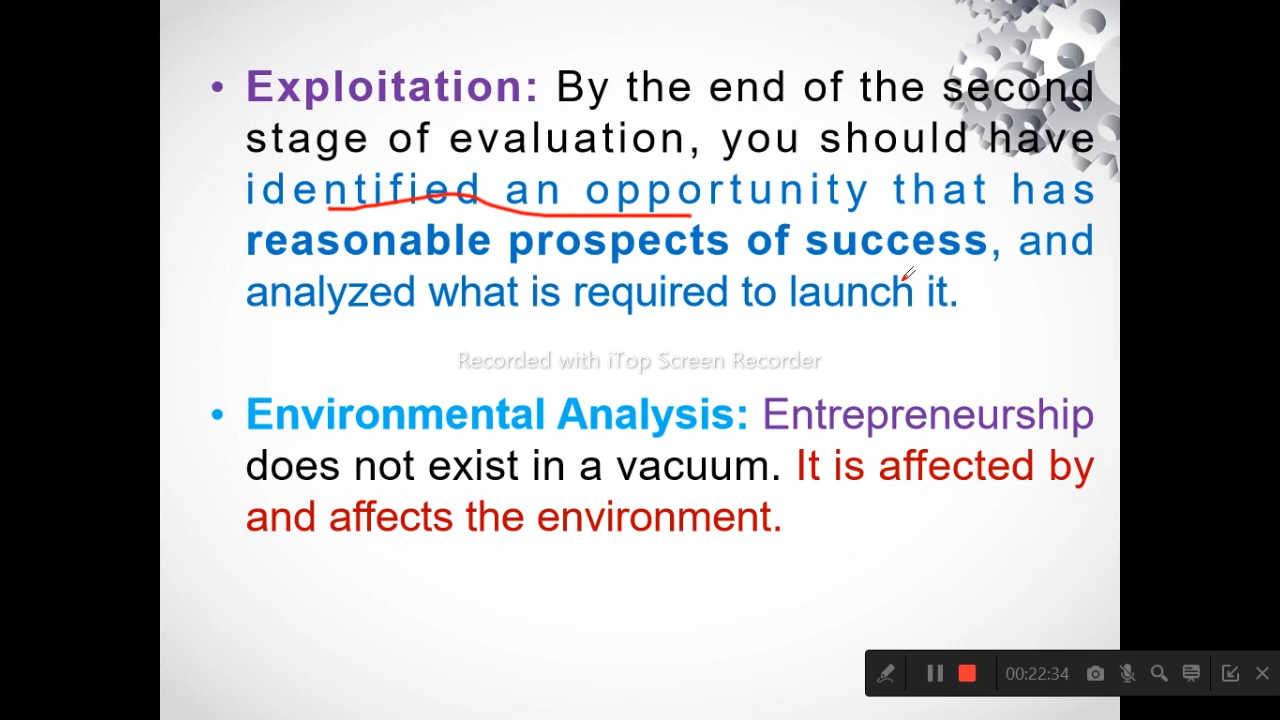 • Exploitation: By the end of the second
stage of evaluation, you should have
identified an opportunity that has
reasonable prospects of success, and
analyzed what is required to launch it.
Recorded with iTop Screen Recorder
• Environmental Analysis: Entrepreneurship
does not exist in a vacuum. It is affected by
and affects the environment.
00:22:34